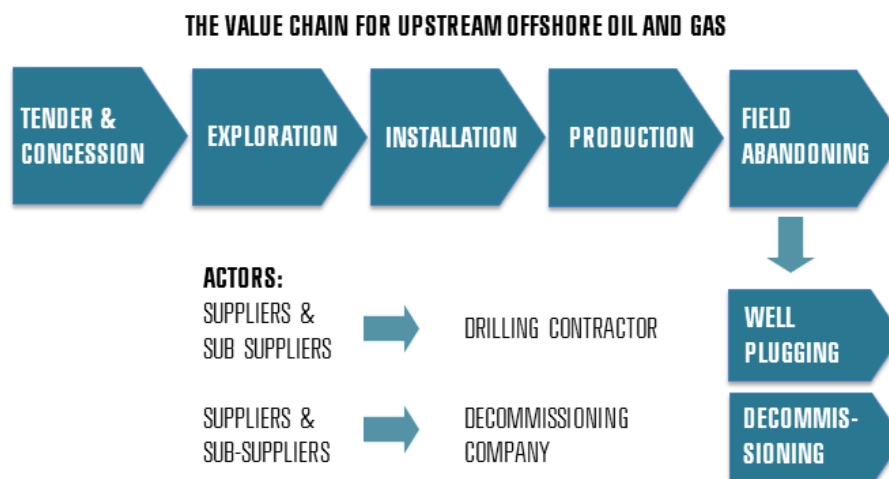 THE VALUE CHAIN FOR UPSTREAM OFFSHORE OIL AND GAS
TENDER &
CONCESSION
EXPLORATION
INSTALLATION
PRODUCTION
FIELD
ABANDONING
ACTORS:
SUPPLIERS &
SUB SUPPLIERS
DRILLING CONTRACTOR
WELL
PLUGGING
SUPPLIERS &
SUB-SUPPLIERS
DECOMMISSIONING
COMPANY
DECOMMIS-
SIONING